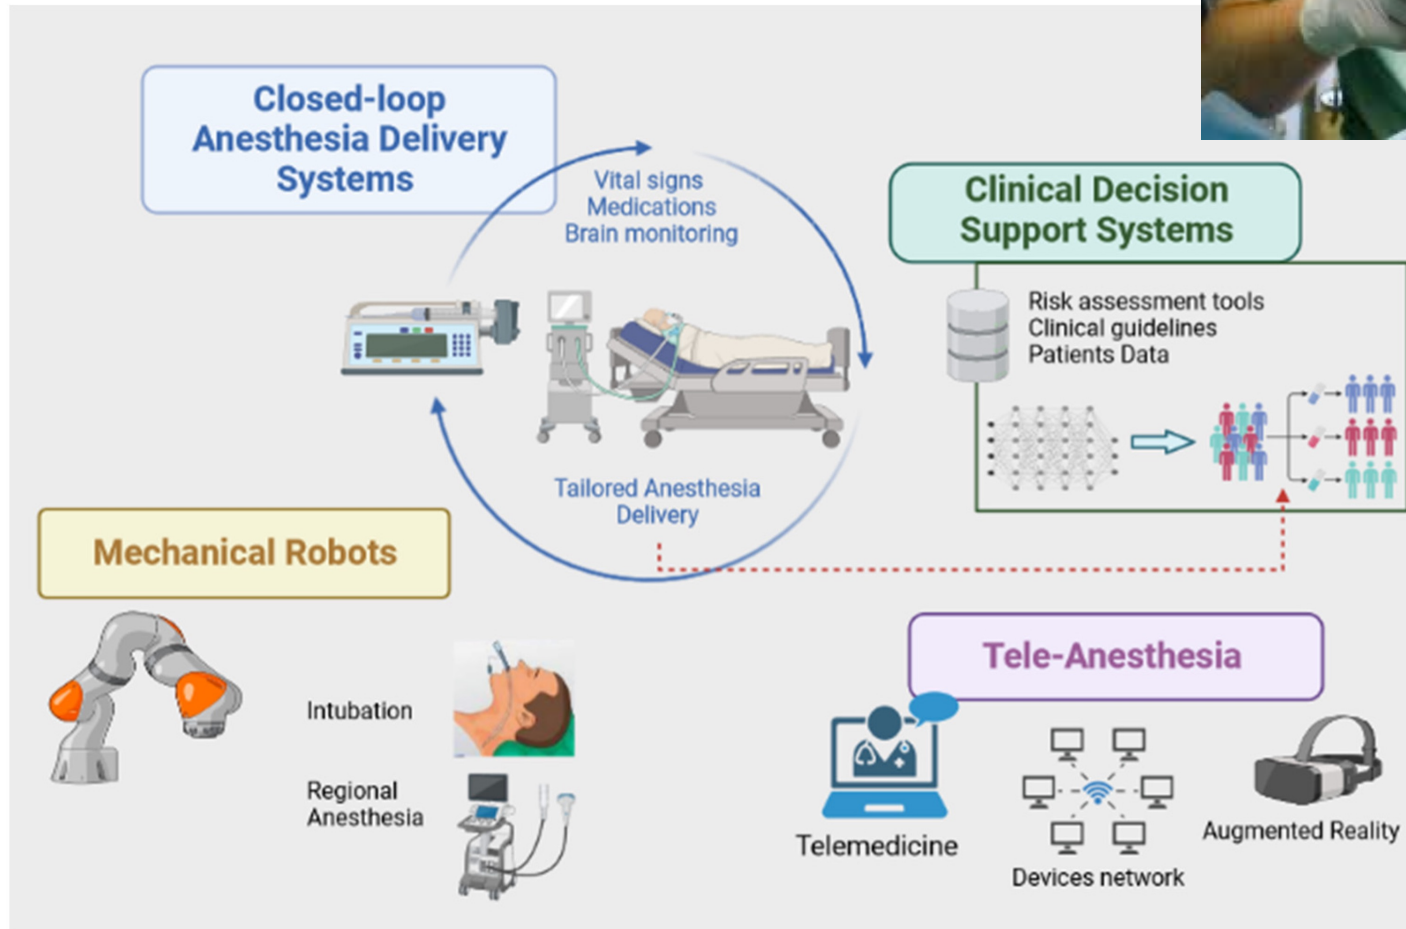 Closed-loop
Anesthesia Delivery
Systems
Vital signs
Medications
Brain monitoring
Tailored Anesthesia
Delivery
Clinical Decision
Support Systems
Risk assessment tools
Clinical guidelines
Patients Data
Mechanical Robots
Intubation
Regional
Anesthesia
Tele-Anesthesia
Telemedicine
Devices network
Augmented Reality